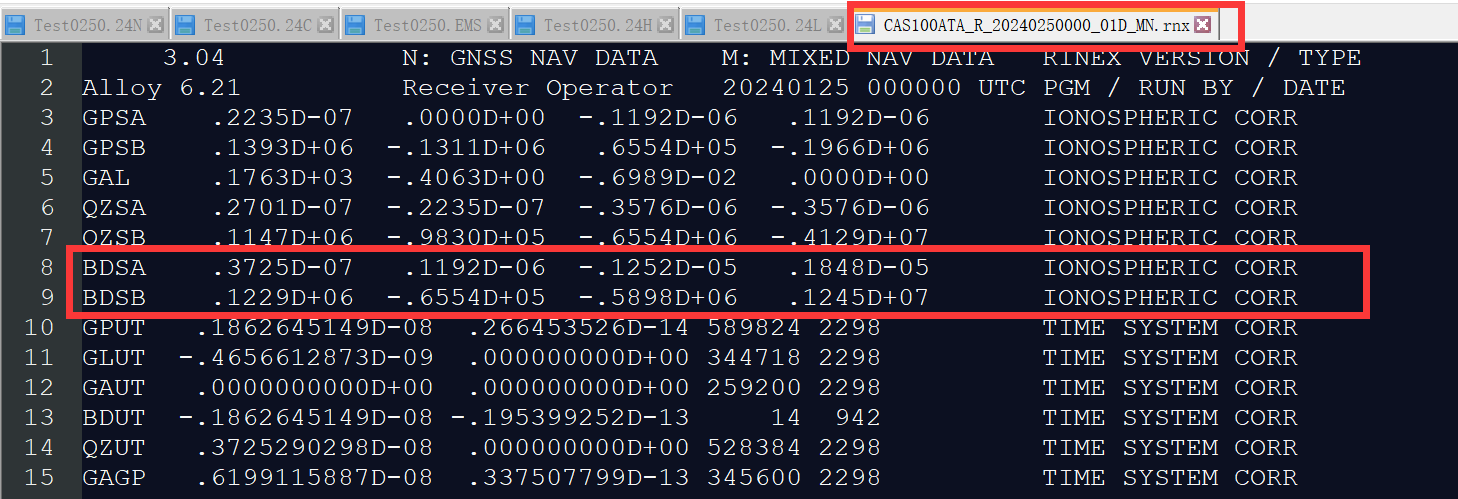 Test0250.24N Test0250.24C Test0250.EMS Test0250.24H Test0250.24L CAS100ATA_R_20240250000_01D_MN.rnx
1 3.04 N: GNSS NAV DATA M: MIXED NAV DATA RINEX VERSION / TYPE
2 Alloy 6.21 Receiver Operator 20240125 000000 UTC PGM / RUN BY / DATE
3 GPSA .2235D-07 .0000D+00 -.1192D-06 .1192D-06 IONOSPHERIC CORR
4 GPSB .1393D+06 -.1311D+06 .6554D+05 -.1966D+06 IONOSPHERIC CORR
5 GAL .1763D+03 -.4063D+00 -.6989D-02 .0000D+00 IONOSPHERIC CORR
6 QZSA .2701D-07 -.2235D-07 -.3576D-06 -.3576D-06 IONOSPHERIC CORR
7 QZSB .1147D+06 -.9830D+05 -.6554D+06 -.4129D+07 IONOSPHERIC CORR
8 BDSA .3725D-07 .1192D-06 -.1252D-05 .1848D-05 IONOSPHERIC CORR
9 BDSB .1229D+06 -.6554D+05 -.5898D+06 .1245D+07 IONOSPHERIC CORR
10 GPUT .1862645149D-08 .266453526D-14 589824 2298 TIME SYSTEM CORR
11 GLUT -.4656612873D-09 .000000000D+00 344718 2298 TIME SYSTEM CORR
12 GAUT .0000000000D+00 .000000000D+00 259200 2298 TIME SYSTEM CORR
13 BDUT -.1862645149D-08 -.195399252D-13 14 942 TIME SYSTEM CORR
14 QZUT .3725290298D-08 .000000000D+00 528384 2298 TIME SYSTEM CORR
15 GAGP .6199115887D-08 .337507799D-13 345600 2298 TIME SYSTEM CORR